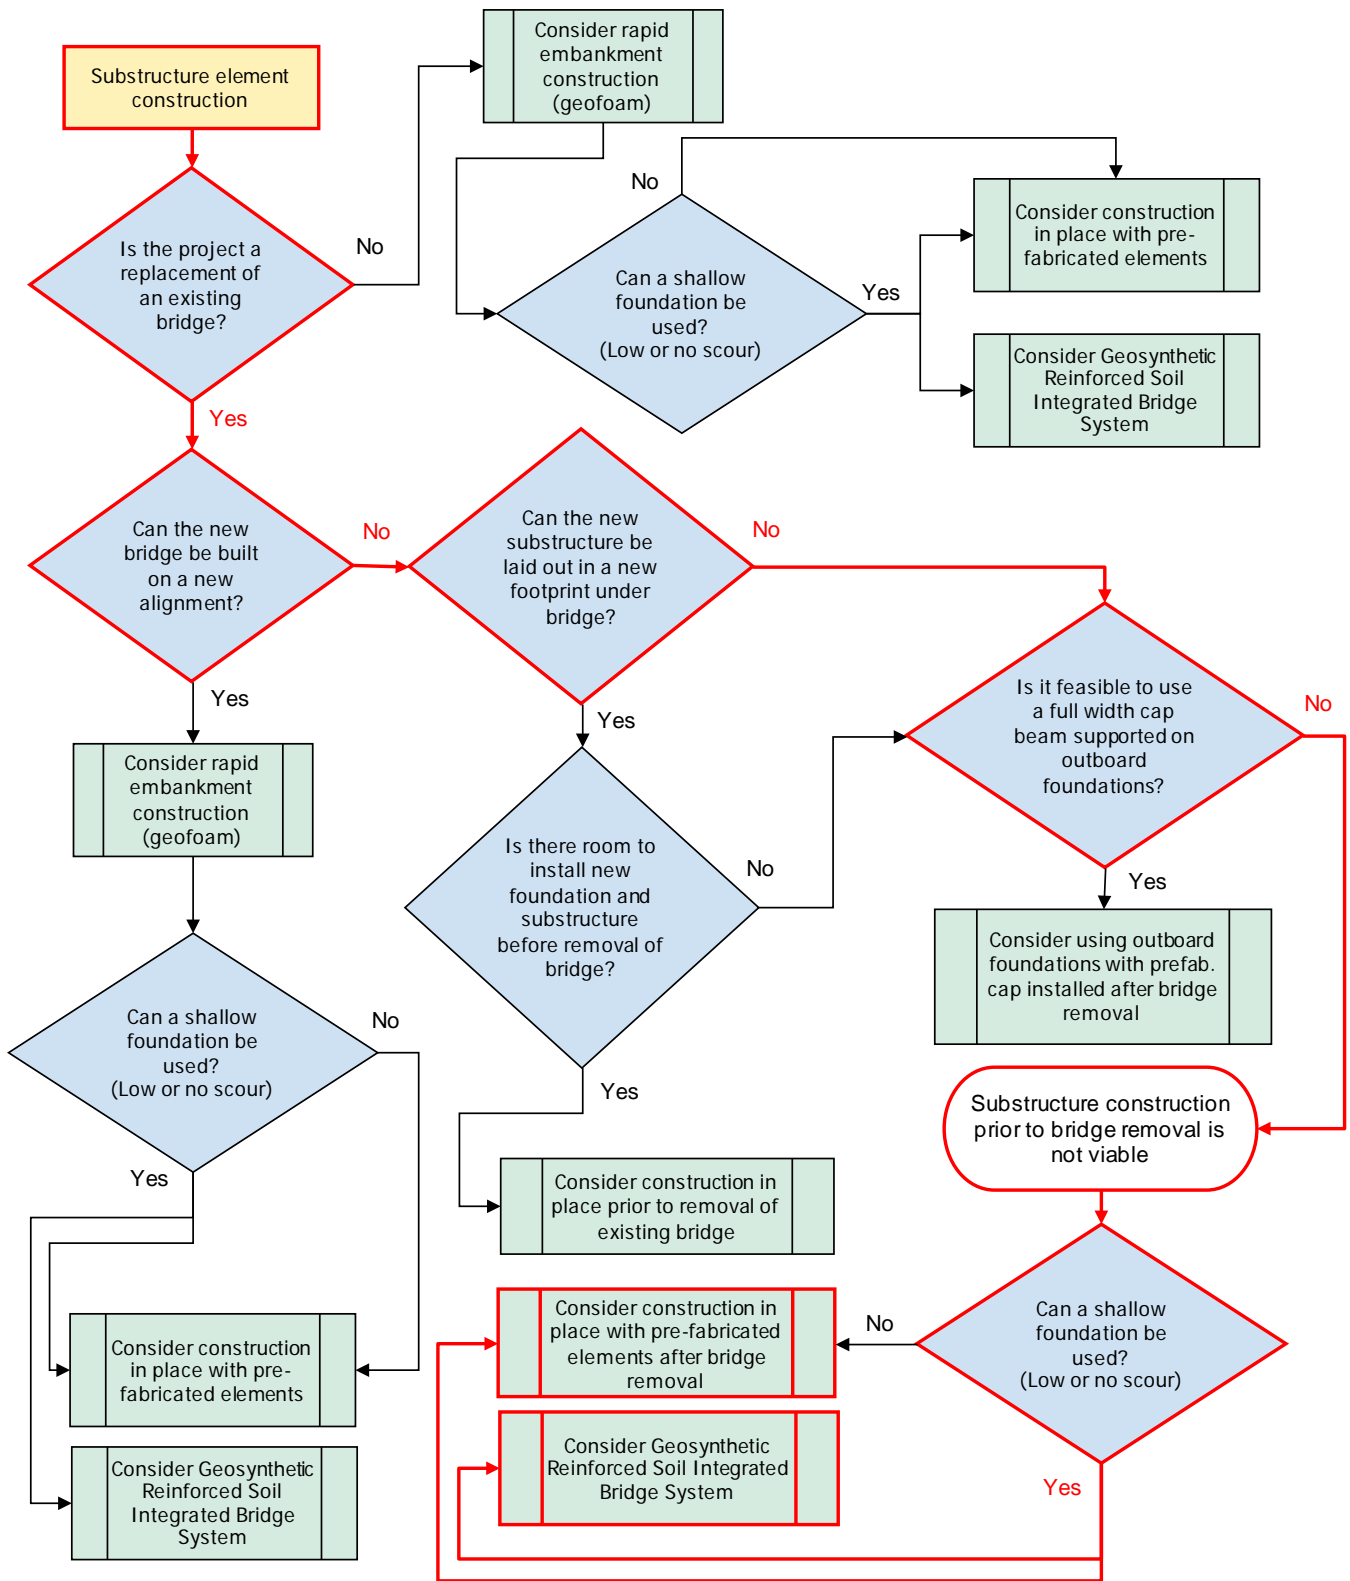 Substructure element
construction
Consider rapid
embankment
construction
(geofoam)
Is the project a
replacement of
an existing
bridge?
No
Yes
No
Can a shallow
foundation be
used?
(Low or no scour)
Yes
Consider construction
in place with pre-
fabricated elements
Consider Geosynthetic
Reinforced Soil
Integrated Bridge
System
Can the new
bridge be built
on a new
alignment?
No
Yes
Can the new
substructure be
laid out in a new
footprint under
bridge?
No
Yes
Is it feasible to use
a full width cap
beam supported on
outboard
foundations?
No
Yes
Consider rapid
embankment
construction
(geofoam)
Is there room to
install new
foundation and
substructure
before removal of
bridge?
No
Yes
Consider using outboard
foundations with prefab.
cap installed after bridge
removal
Can a shallow
foundation be
used?
(Low or no scour)
No
Yes
Substructure construction
prior to bridge removal is
not viable
Consider construction in
place prior to removal of
existing bridge
Can a shallow
foundation be
used?
(Low or no scour)
No
Yes
Consider construction in
place with pre-fabricated
elements after bridge
removal
Consider Geosynthetic
Reinforced Soil Integrated
Bridge System
Consider construction
in place with pre-
fabricated elements
Consider Geosynthetic
Reinforced Soil
Integrated Bridge
System